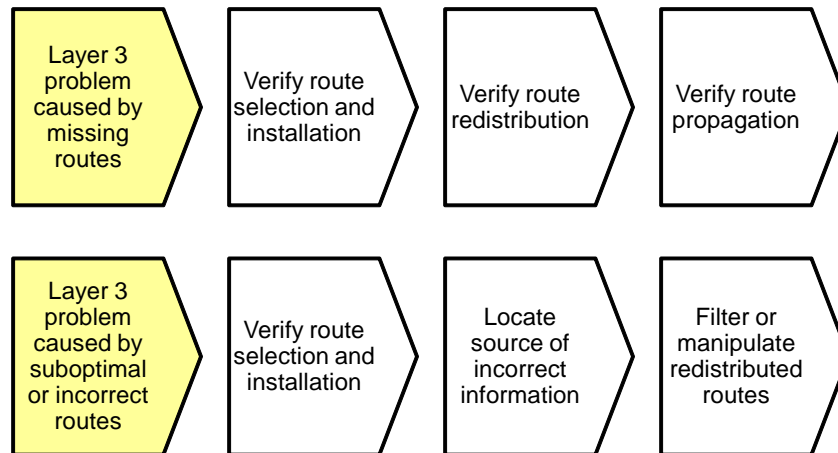 Layer 3
problem
caused by
missing
routes
Verify route
selection and
installation
Verify route
redistribution
Verify route
propagation
Layer 3
problem
caused by
suboptimal
or incorrect
routes
Verify route
selection and
installation
Locate
source of
incorrect
information
Filter or
manipulate
redistributed
routes